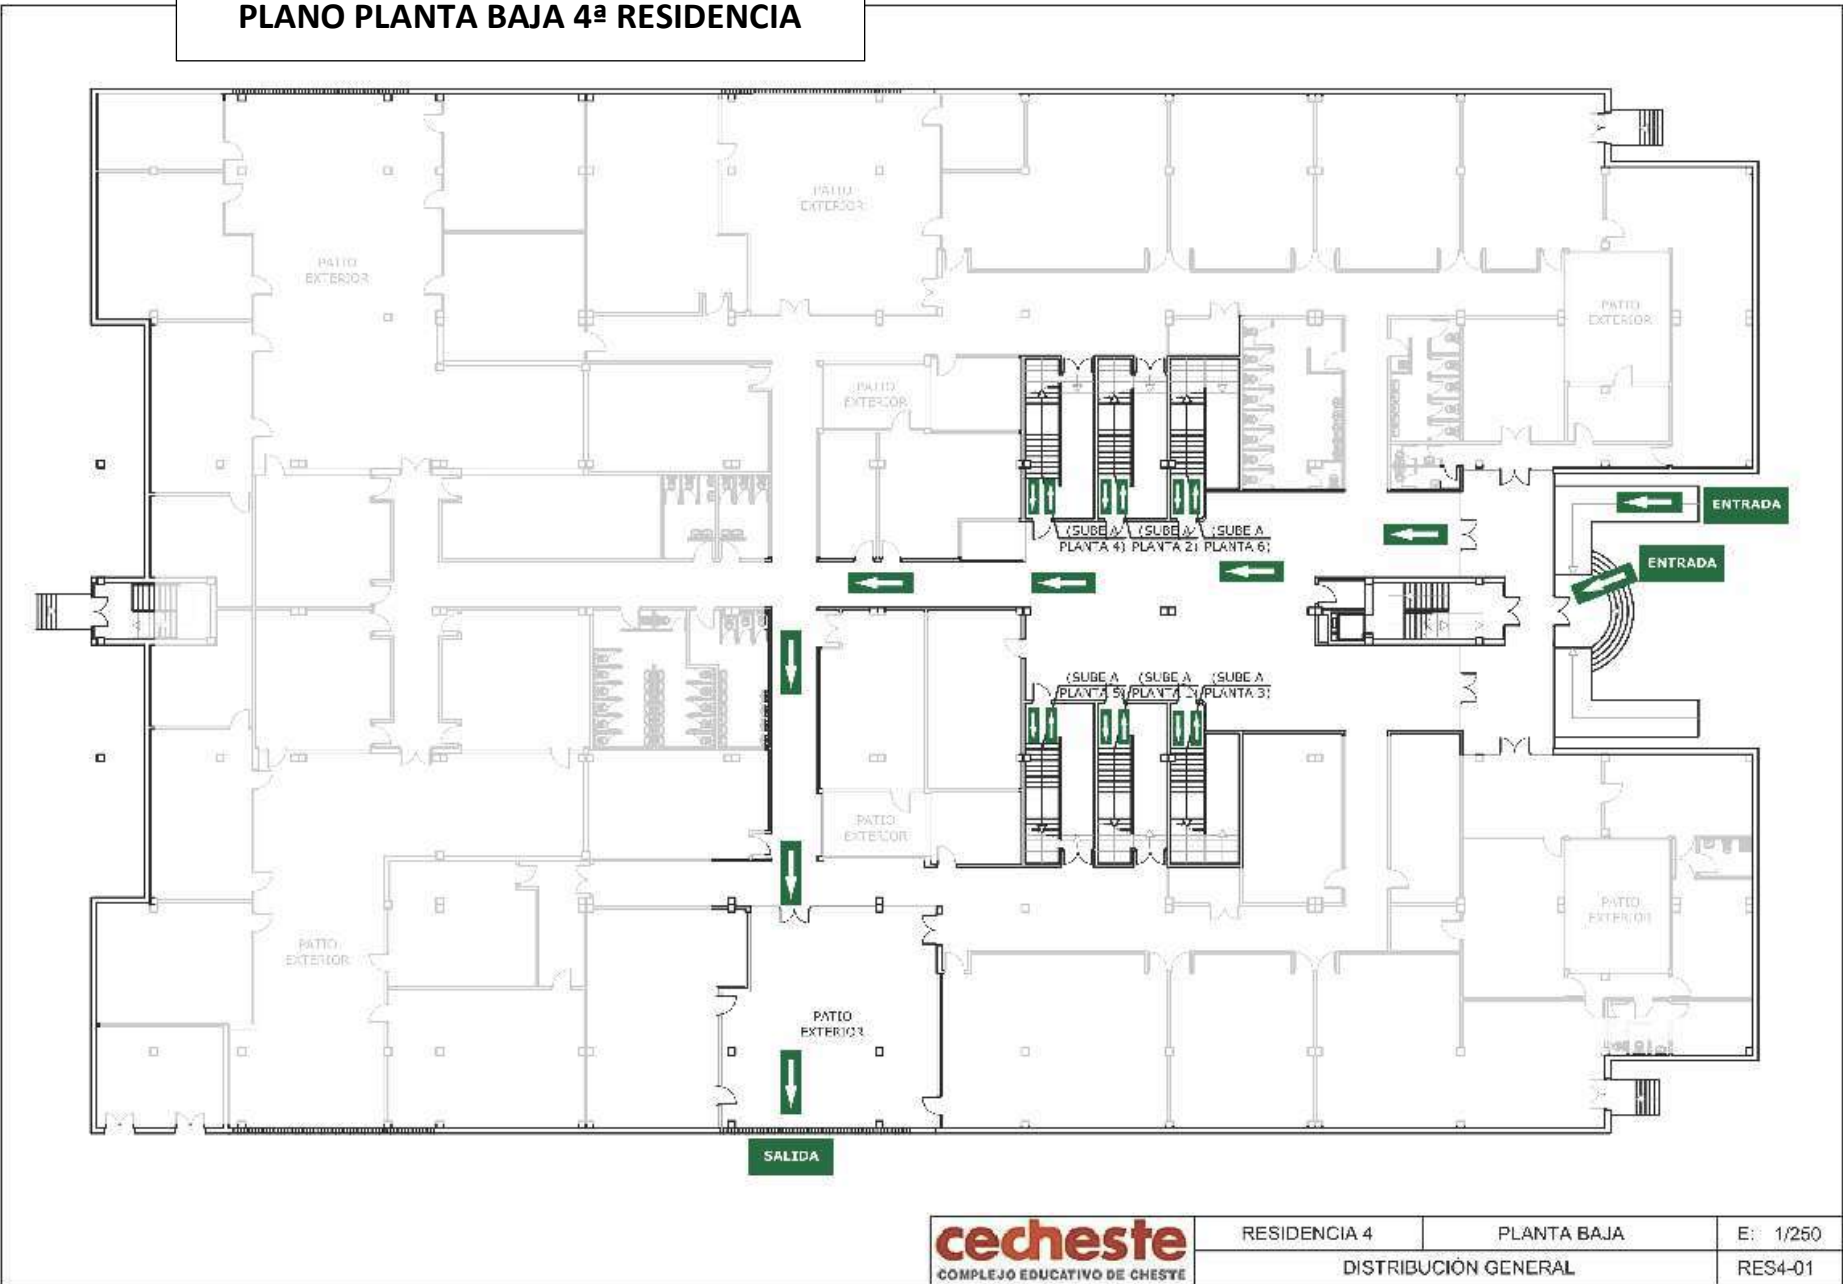 PLANO PLANTA BAJA 4ª RESIDENCIA
PATIO
EXTERIOR
PATIO
EXTERIOR
PATIO
EXTERIOR
PATIO
EXTERIOR
ENTRADA
ENTRADA
(SUBE A
PLANTA 4)
(SUBE A
PLANTA 2)
(SUBE A
PLANTA 6)
(SUBE A
PLANTA 5)
(SUBE A
PLANTA
(SUBE A
PLANTA 3)
PATIO
EXTERIOR
PATIO
EXTERIOR
PATIO
EXTERIOR
PATIO
EXTERIOR
SALIDA
cecheste
COMPLEJO EDUCATIVO DE CHESTE
RESIDENCIA 4
PLANTA BAJA
E: 1/250
DISTRIBUCIÓN GENERAL
RES4-01